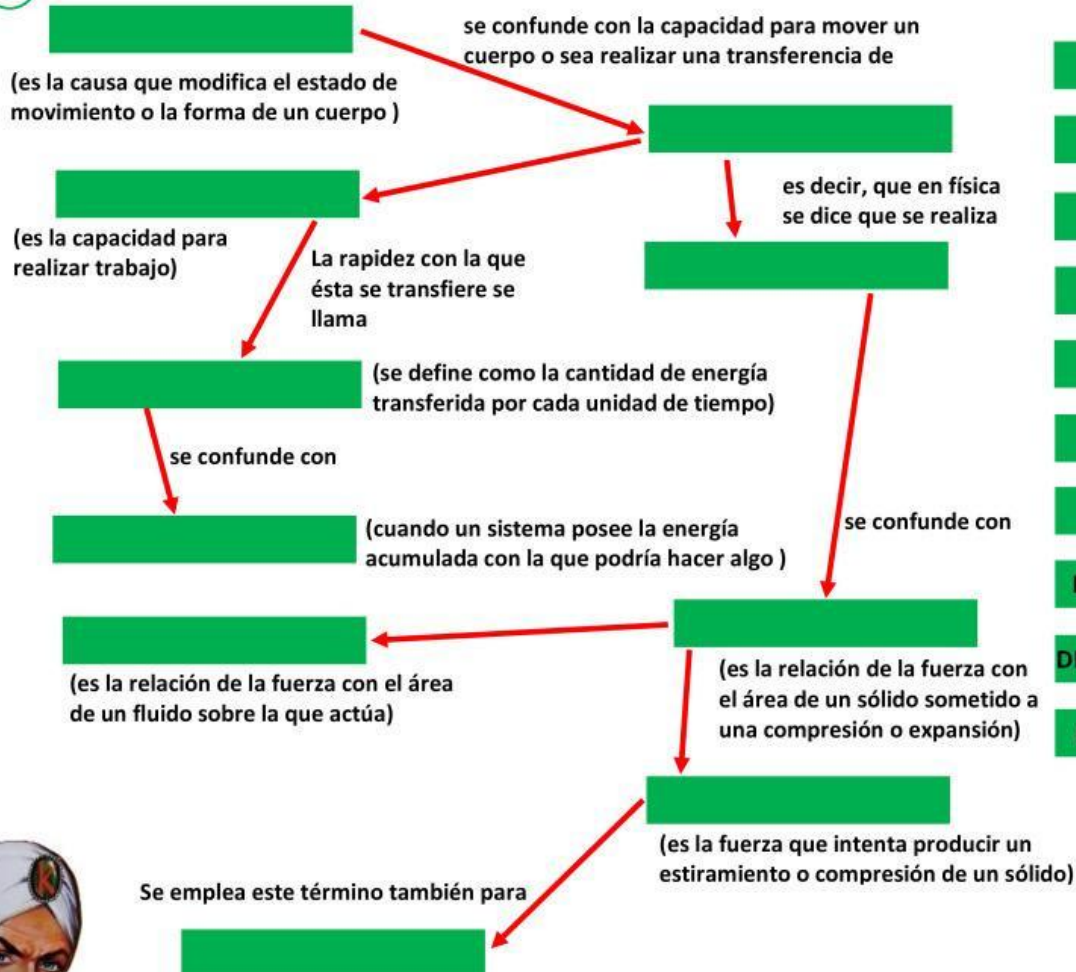 se confunde con la capacidad para mover un
cuerpo o sea realizar una transferencia de
(es la causa que modifica el estado de
movimiento o la forma de un cuerpo )
es decir, que en física
se dice que se realiza
(es la capacidad para
realizar trabajo)
La rapidez con la que
ésta se transfiere se
llama
(se define como la cantidad de energía
transferida por cada unidad de tiempo)
se confunde con
(cuando un sistema posee la energía
acumulada con la que podría hacer algo )
se confunde con
(es la relación de la fuerza con el área
de un fluido sobre la que actúa)
(es la relación de la fuerza con
el área de un sólido sometido a
una compresión o expansión)
(es la fuerza que intenta producir un
estiramiento o compresión de un sólido)
Se emplea este término también para
K